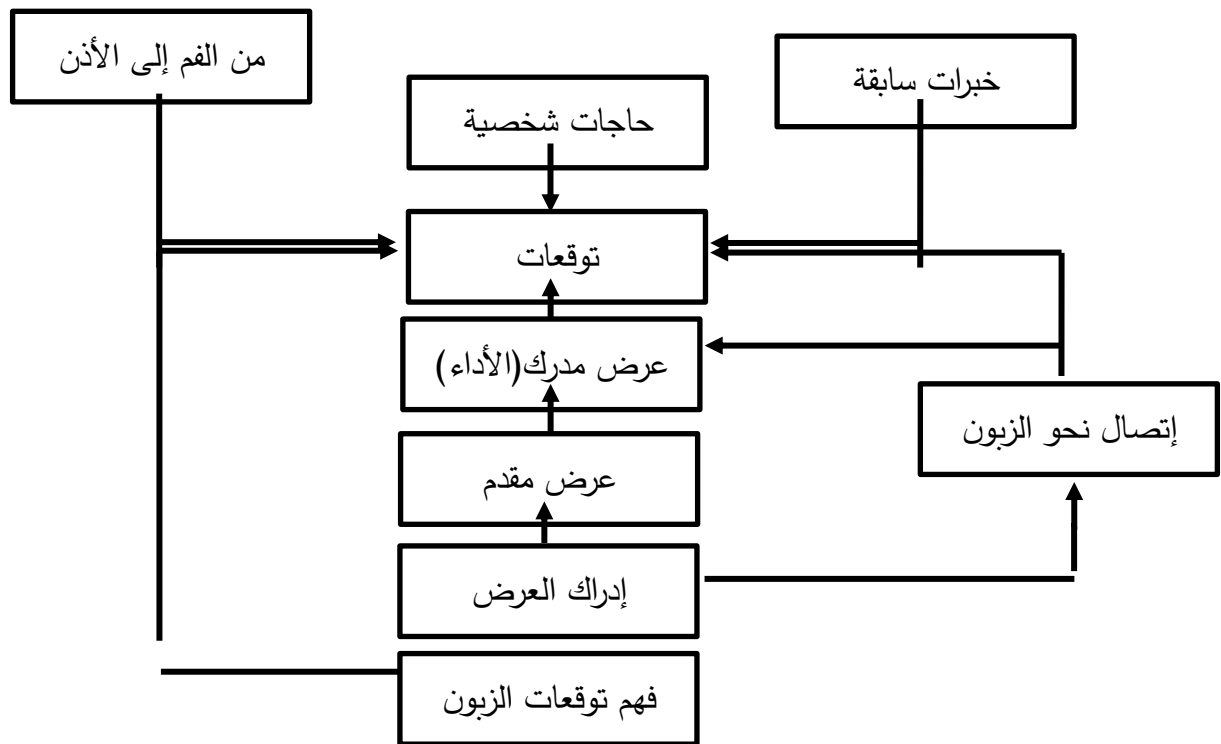 من الفم إلى الأذن
خبرات سابقة
حاجات شخصية
توقعات
عرض مدرك(الأداء)
إتصال نحو الزبون
عرض مقدم
إدراك العرض
فهم توقعات الزبون